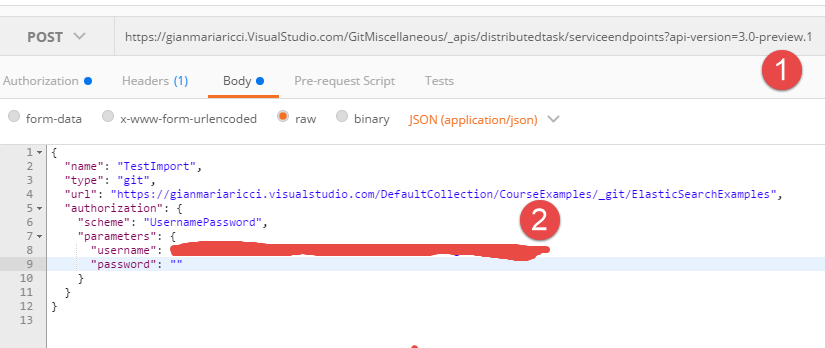 POST https://gianmariaricci.VisualStudio.com/GitMiscellaneous/_apis/distributedtask/serviceendpoints?api-version=3.0-preview.1
Authorization Headers (1) Body Pre-request Script Tests
1
form-data x-www-form-urlencoded raw binary JSON (application/json)
1 {
2 "name": "TestImport",
3 "type": "git",
4 "url": "https://gianmariaricci.visualstudio.com/DefaultCollection/CourseExamples/_git/ElasticSearchExamples",
5 "authorization": {
6 "scheme": "UsernamePassword",
2
7 "parameters": {
8 "username":
9 "password": ""
10 }
11 }
12 }
13